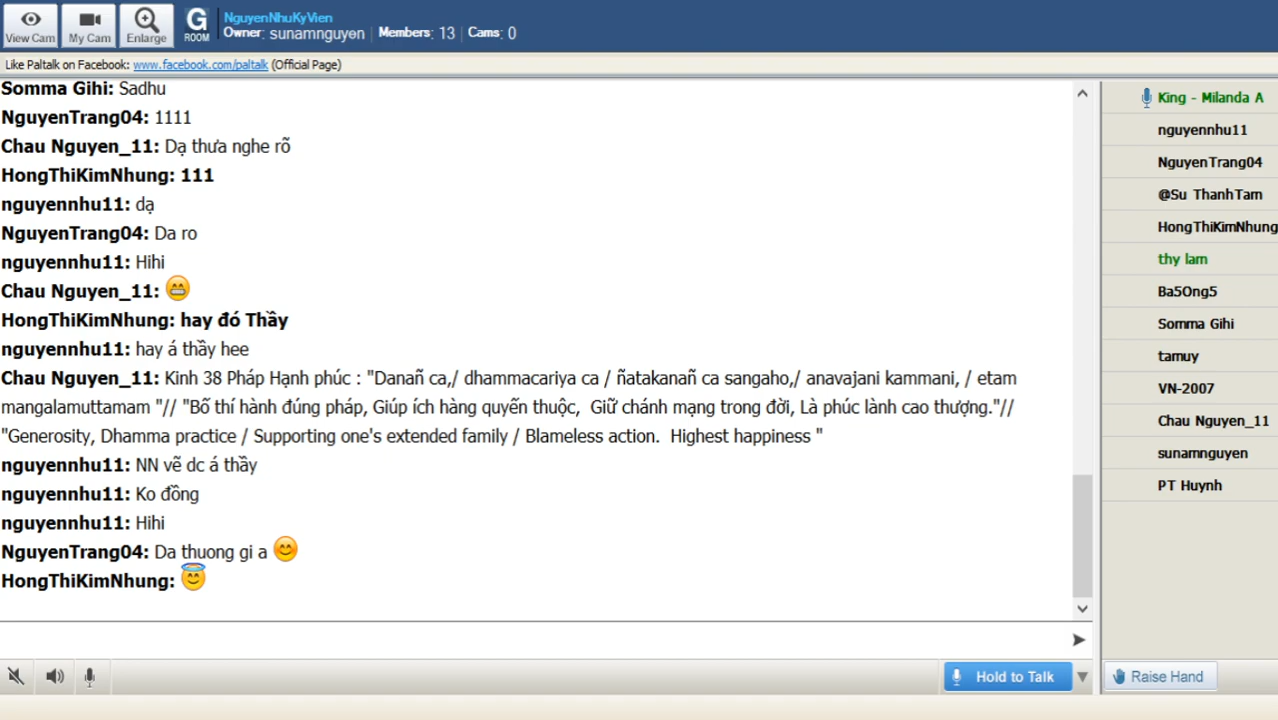 View Cam
My Cam
Enlarge
G
ROOM
NguyenNhuKyVien
Owner: sunamnguyen | Members: 13 | Cams: 0
Like Paltalk on Facebook: www.facebook.com/paltalk (Official Page)
Somma Gihi: Sadhu
NguyenTrang04: 1111
Chau Nguyen_11: Dạ thưa nghe rõ
HongThiKimNhung: 111
nguyennhu11: dạ
NguyenTrang04: Da ro
nguyennhu11: Hihi
Chau Nguyen_11: 😁
HongThiKimNhung: hay đó Thầy
nguyennhu11: hay á thầy hee
Chau Nguyen_11: Kinh 38 Pháp Hạnh phúc : "Danañ ca,/ dhammacariya ca / ñatakanañ ca sangaho,/ anavajani kammani, / etam
mangalamuttamam "// "Bố thí hành đúng pháp, Giúp ích hàng quyến thuộc, Giữ chánh mạng trong đời, Là phúc lành cao thượng."//
"Generosity, Dhamma practice / Supporting one's extended family / Blameless action. Highest happiness "
nguyennhu11: NN vẽ dc á thầy
nguyennhu11: Ko đồng
nguyennhu11: Hihi
NguyenTrang04: Da thuong gi a 😊
HongThiKimNhung: 😇
Hold to Talk
King - Milanda A
nguyennhu11
NguyenTrang04
@Su ThanhTam
HongThiKimNhung
thy lam
Ba5Ong5
Somma Gihi
tamuy
VN-2007
Chau Nguyen_11
sunamnguyen
PT Huynh
Raise Hand